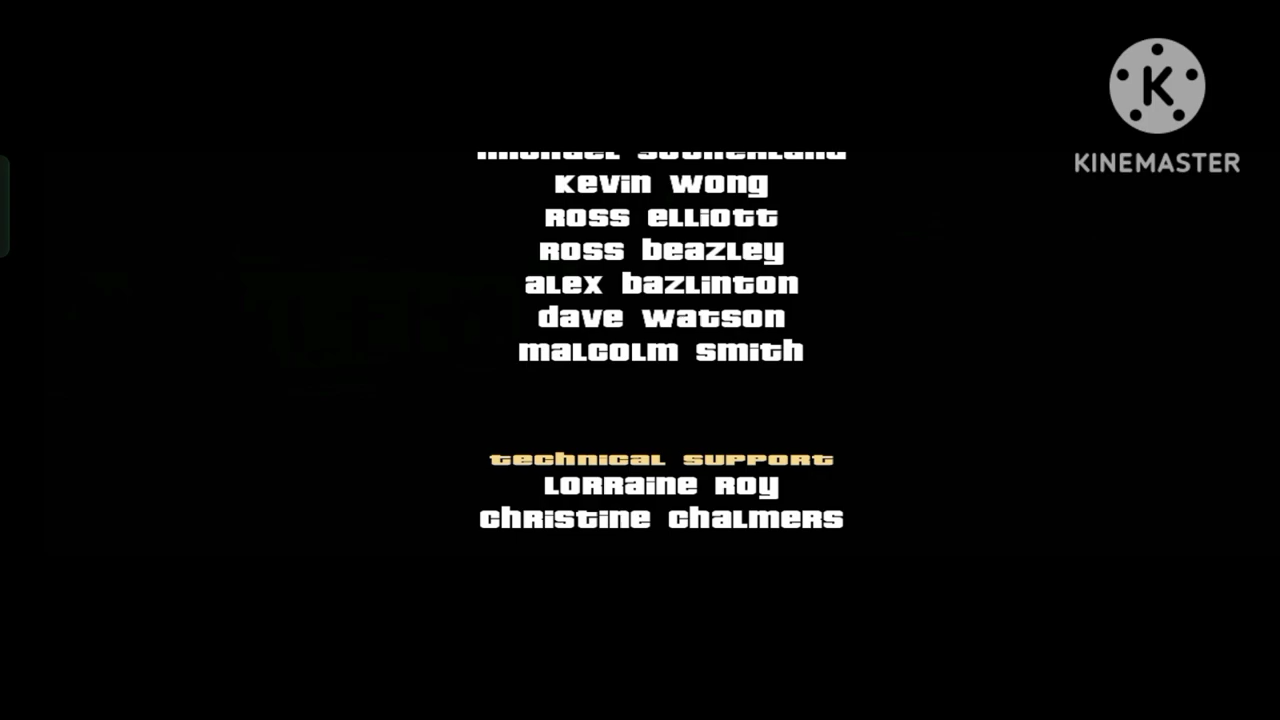 KINEMASTER
Kevin Wong
Ross Elliott
Ross Beazley
Alex Bazlinton
Dave Watson
Malcolm Smith
Technical Support
Lorraine Roy
Christine Chalmers